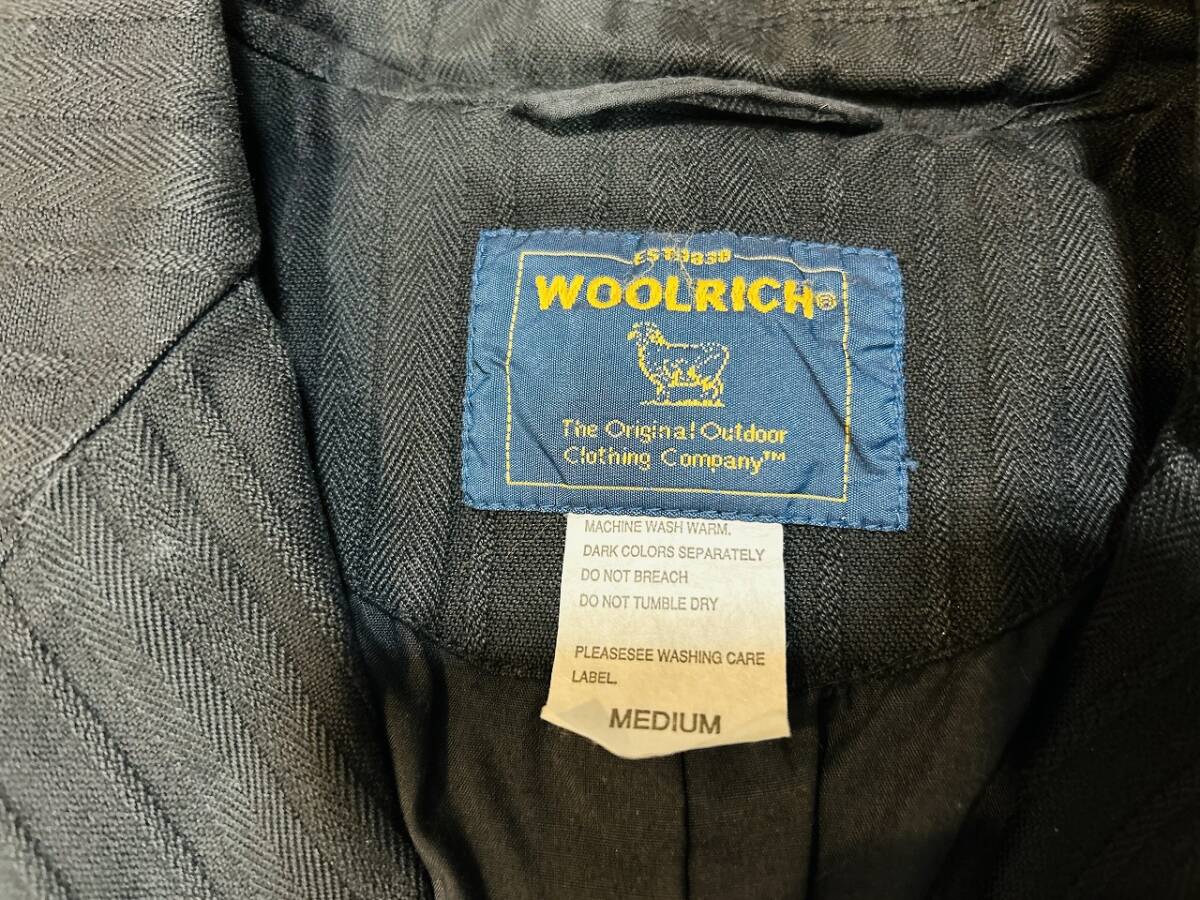 EST.1830
WOOLRICH®
The Original Outdoor
Clothing Company™
MACHINE WASH WARM.
DARK COLORS SEPARATELY
DO NOT BREACH
DO NOT TUMBLE DRY
PLEASESEE WASHING CARE
LABEL.
MEDIUM